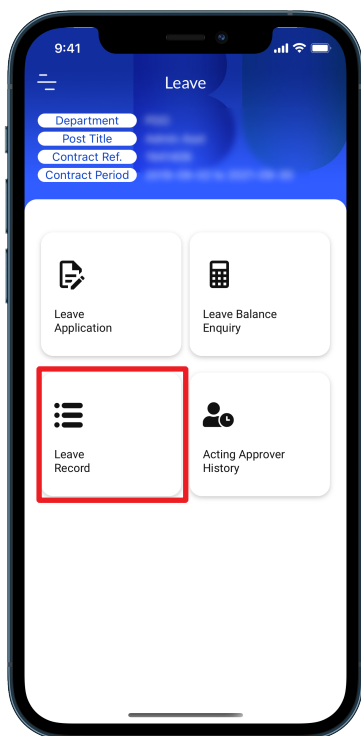 9:41
Leave
Department
Post Title
Contract Ref.
Contract Period
Leave
Application
Leave Balance
Enquiry
Leave
Record
Acting Approver
History